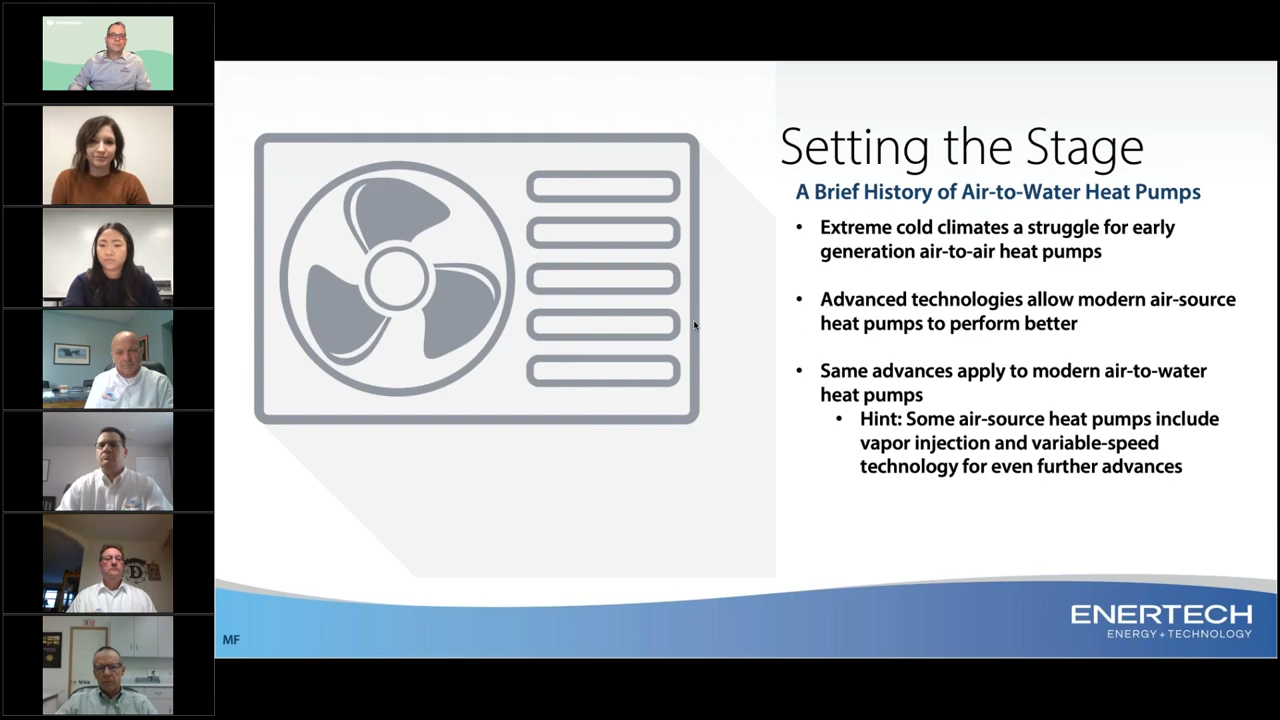 Setting the Stage
A Brief History of Air-to-Water Heat Pumps
• Extreme cold climates a struggle for early
generation air-to-air heat pumps
• Advanced technologies allow modern air-source
heat pumps to perform better
• Same advances apply to modern air-to-water
heat pumps
• Hint: Some air-source heat pumps include
vapor injection and variable-speed
technology for even further advances
MF
ENERTECH
ENERGY + TECHNOLOGY
D